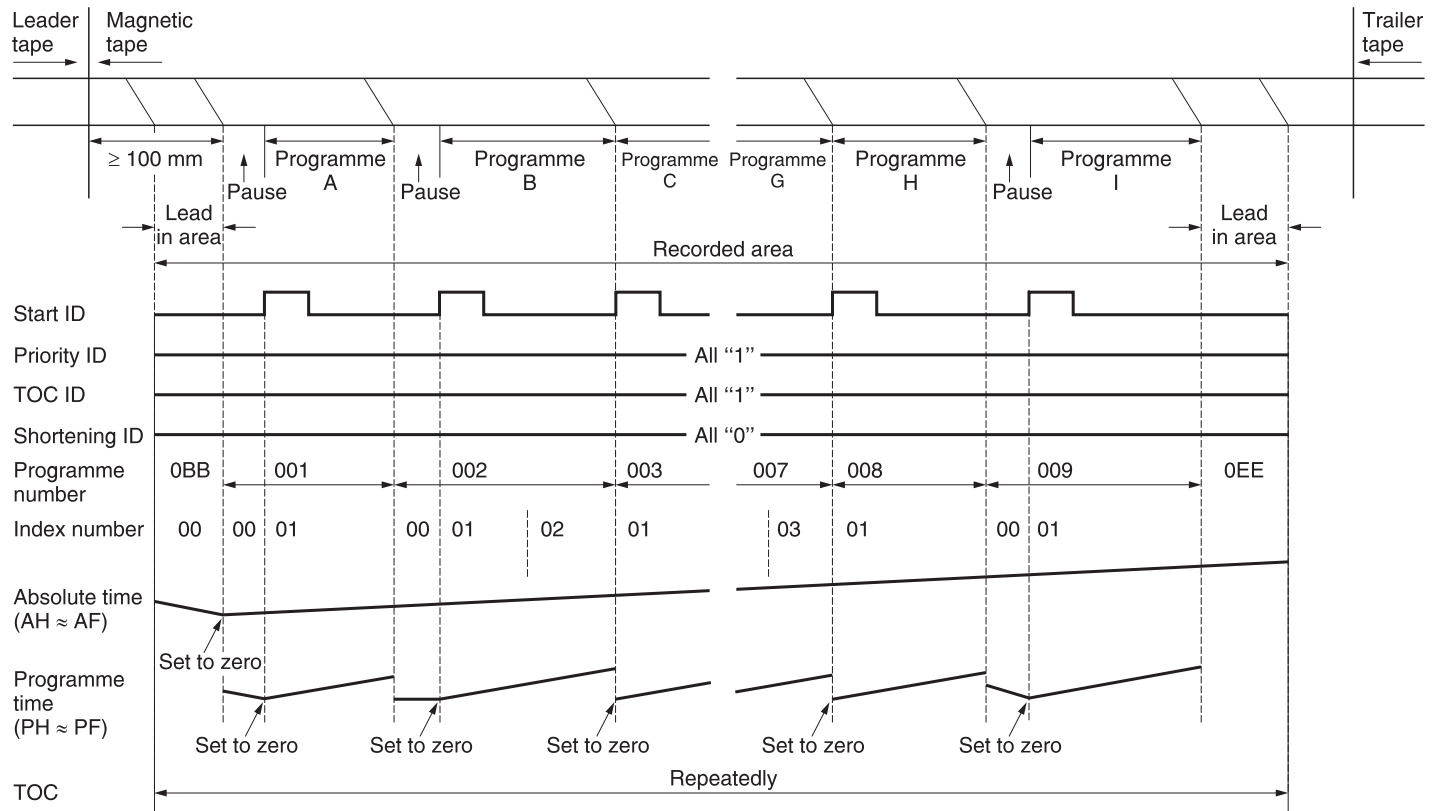 Leader tape
Magnetic tape
Trailer tape
≥ 100 mm
Pause
Programme A
Pause
Programme B
Programme C
Programme G
Programme H
Pause
Programme I
Lead in area
Lead in area
Recorded area
Start ID
Priority ID All “1”
TOC ID All “1”
Shortening ID All “0”
Programme number 0BB 001 002 003 007 008 009 0EE
Index number 00 00 01 00 01 02 01 03 01 00 01
Absolute time
(AH ≈ AF)
Set to zero
Programme
time
(PH ≈ PF)
Set to zero Set to zero Set to zero Set to zero Set to zero
TOC Repeatedly